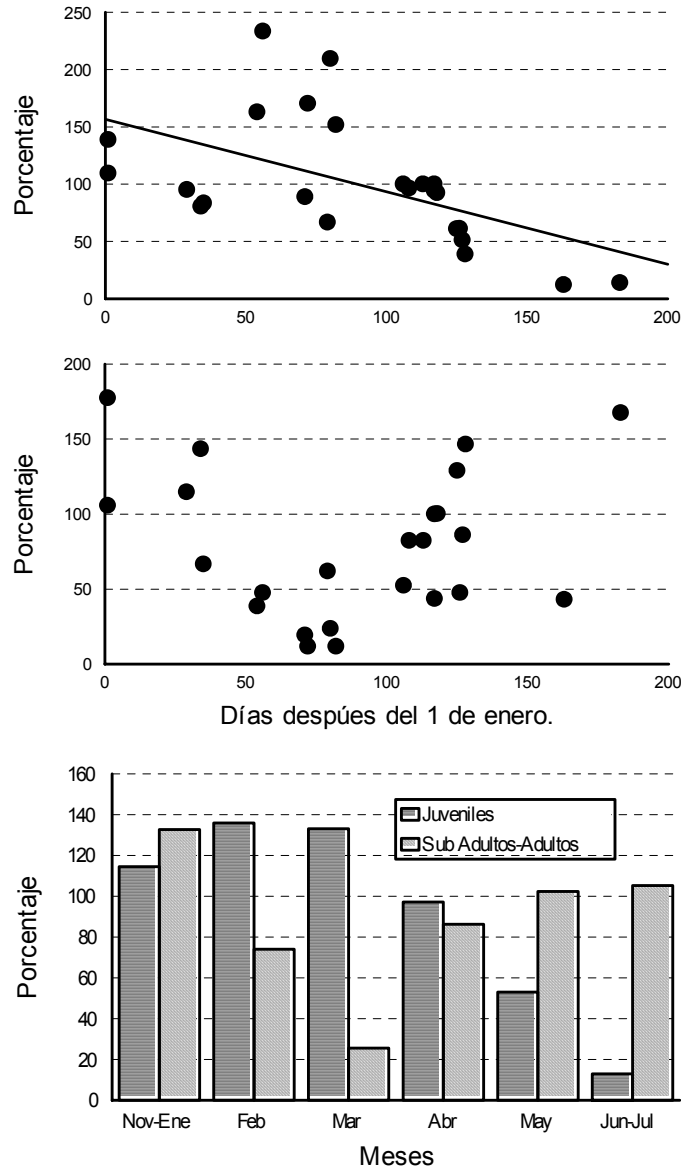 250
200
150
100
50
0
Porcentaje
0 50 100 150 200
200
150
100
50
0
Porcentaje
0 50 100 150 200
Días despúes del 1 de enero.
160
140
120
100
80
60
40
20
0
Porcentaje
Juveniles
Sub Adultos-Adultos
Nov-Ene Feb Mar Abr May Jun-Jul
Meses